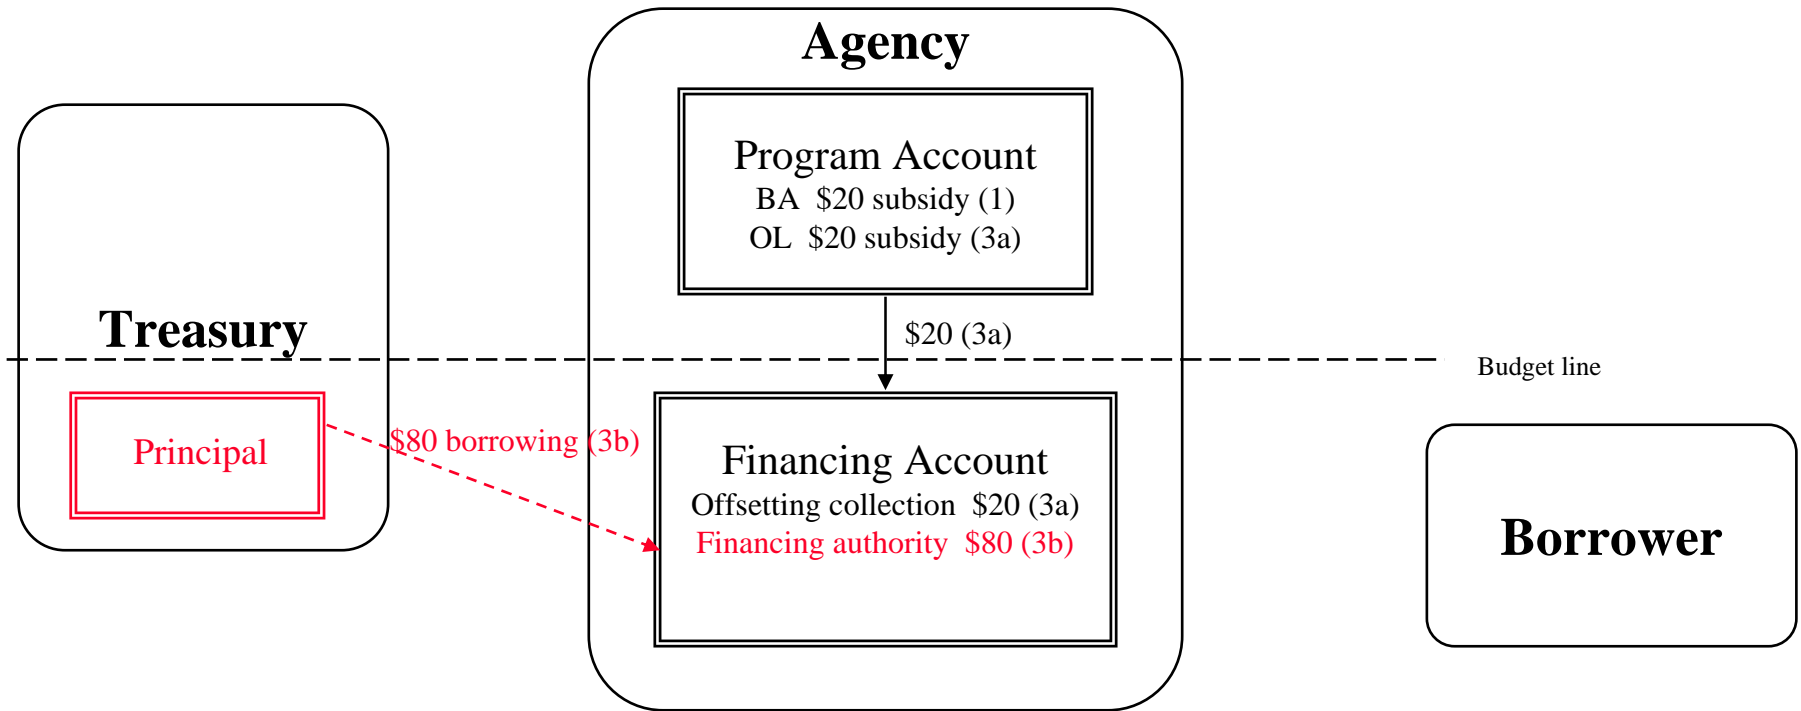 Agency
Program Account
BA $20 subsidy (1)
OL $20 subsidy (3a)
Treasury
$20 (3a)
Budget line
Principal
$80 borrowing (3b)
Financing Account
Offsetting collection $20 (3a)
Financing authority $80 (3b)
Borrower